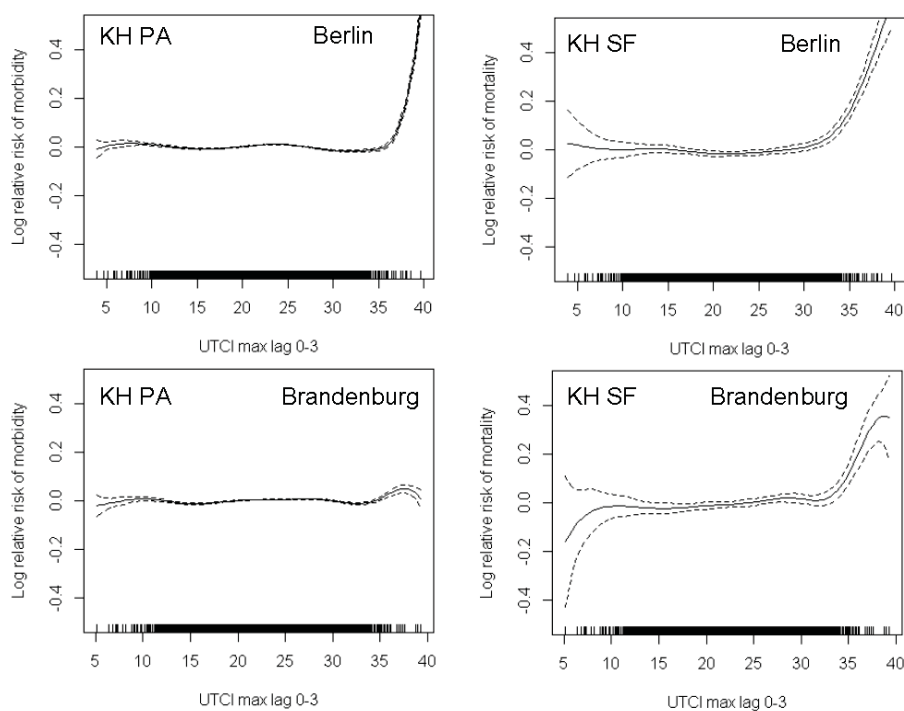 KH PA Berlin
Log relative risk of morbidity
0.4
0.2
0.0
-0.2
-0.4
5 10 15 20 25 30 35 40
UTCI max lag 0-3
KH SF Berlin
Log relative risk of mortality
0.4
0.2
0.0
-0.2
-0.4
5 10 15 20 25 30 35 40
UTCI max lag 0-3
KH PA Brandenburg
Log relative risk of morbidity
0.4
0.2
0.0
-0.2
-0.4
5 10 15 20 25 30 35 40
UTCI max lag 0-3
KH SF Brandenburg
Log relative risk of mortality
0.4
0.2
0.0
-0.2
-0.4
5 10 15 20 25 30 35 40
UTCI max lag 0-3